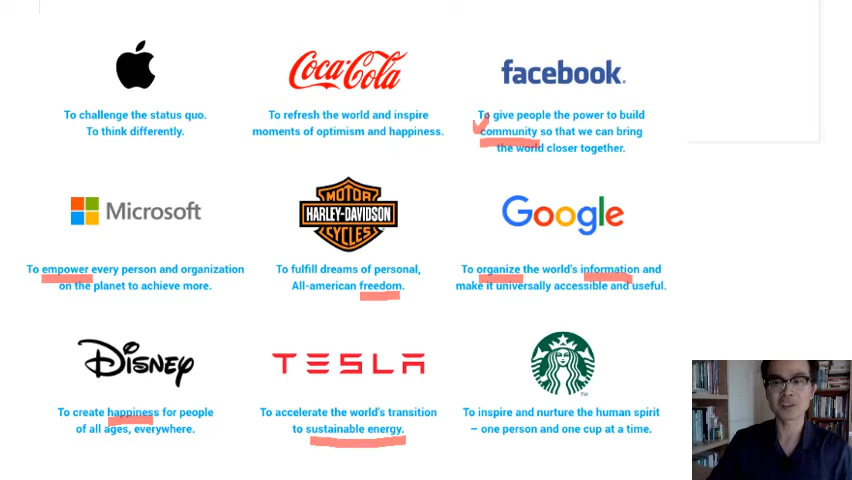 Coca-Cola
facebook.
To challenge the status quo.
To think differently.
To refresh the world and inspire
moments of optimism and happiness.
To give people the power to build
community so that we can bring
the world closer together.
Microsoft
MOTOR
HARLEY-DAVIDSON
CYCLES
Google
To empower every person and organization
on the planet to achieve more.
To fulfill dreams of personal,
All-american freedom.
To organize the world's information and
make it universally accessible and useful.
DISNEY
TESLA
TM
To create happiness for people
of all ages, everywhere.
To accelerate the world's transition
to sustainable energy.
To inspire and nurture the human spirit
– one person and one cup at a time.